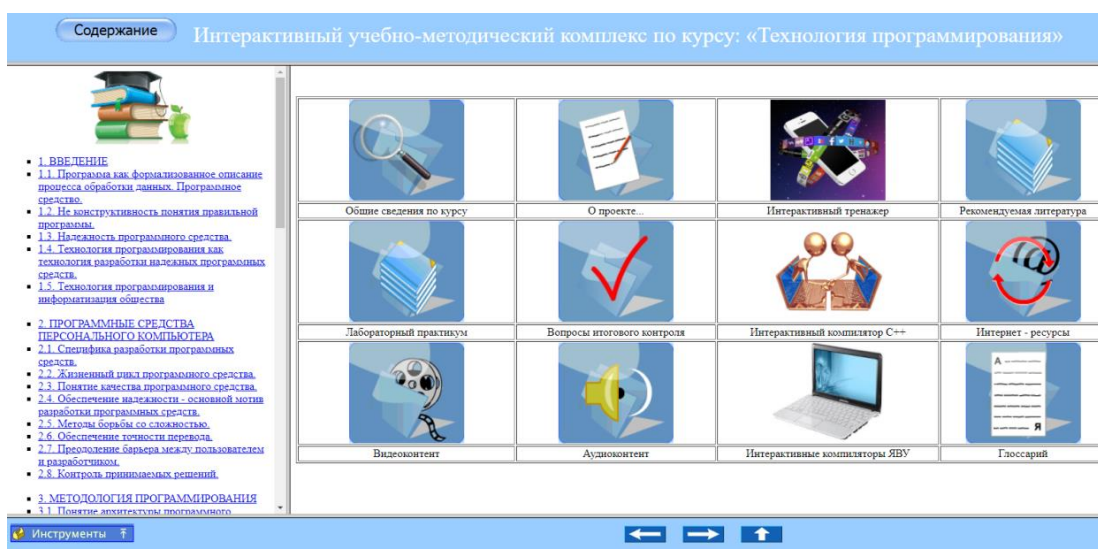 Содержание
Интерактивный учебно-методический комплекс по курсу: «Технология программирования»
1. ВВЕДЕНИЕ
1.1. Программа как формализованное описание
процесса обработки данных. Программное
средство.
1.2. Не конструктивность понятия правильной
программы.
1.3. Надежность программного средства.
1.4. Технология программирования как
технология разработки надежных программных
средств.
1.5. Технология программирования и
информатизация общества
2. ПРОГРАММНЫЕ СРЕДСТВА
ПЕРСОНАЛЬНОГО КОМПЬЮТЕРА
2.1. Специфика разработки программных
средств.
2.2. Жизненный цикл программного средства.
2.3. Понятие качества программного средства.
2.4. Обеспечение надежности - основной мотив
разработки программных средств.
2.5. Методы борьбы со сложностью.
2.6. Обеспечение точности перевода.
2.7. Преодоление барьера между пользователем
и разработчиком.
2.8. Контроль принимаемых решений.
3. МЕТОДОЛОГИЯ ПРОГРАММИРОВАНИЯ
3.1. Понятие архитектуры программного
Общие сведения по курсу
О проекте...
Интерактивный тренажер
Рекомендуемая литература
Лабораторный практикум
Вопросы итогового контроля
Интерактивный компилятор С++
Интернет - ресурсы
Видеоконтент
Аудиоконтент
Интерактивные компиляторы ЯВУ
А
Я
Глоссарий
Инструменты